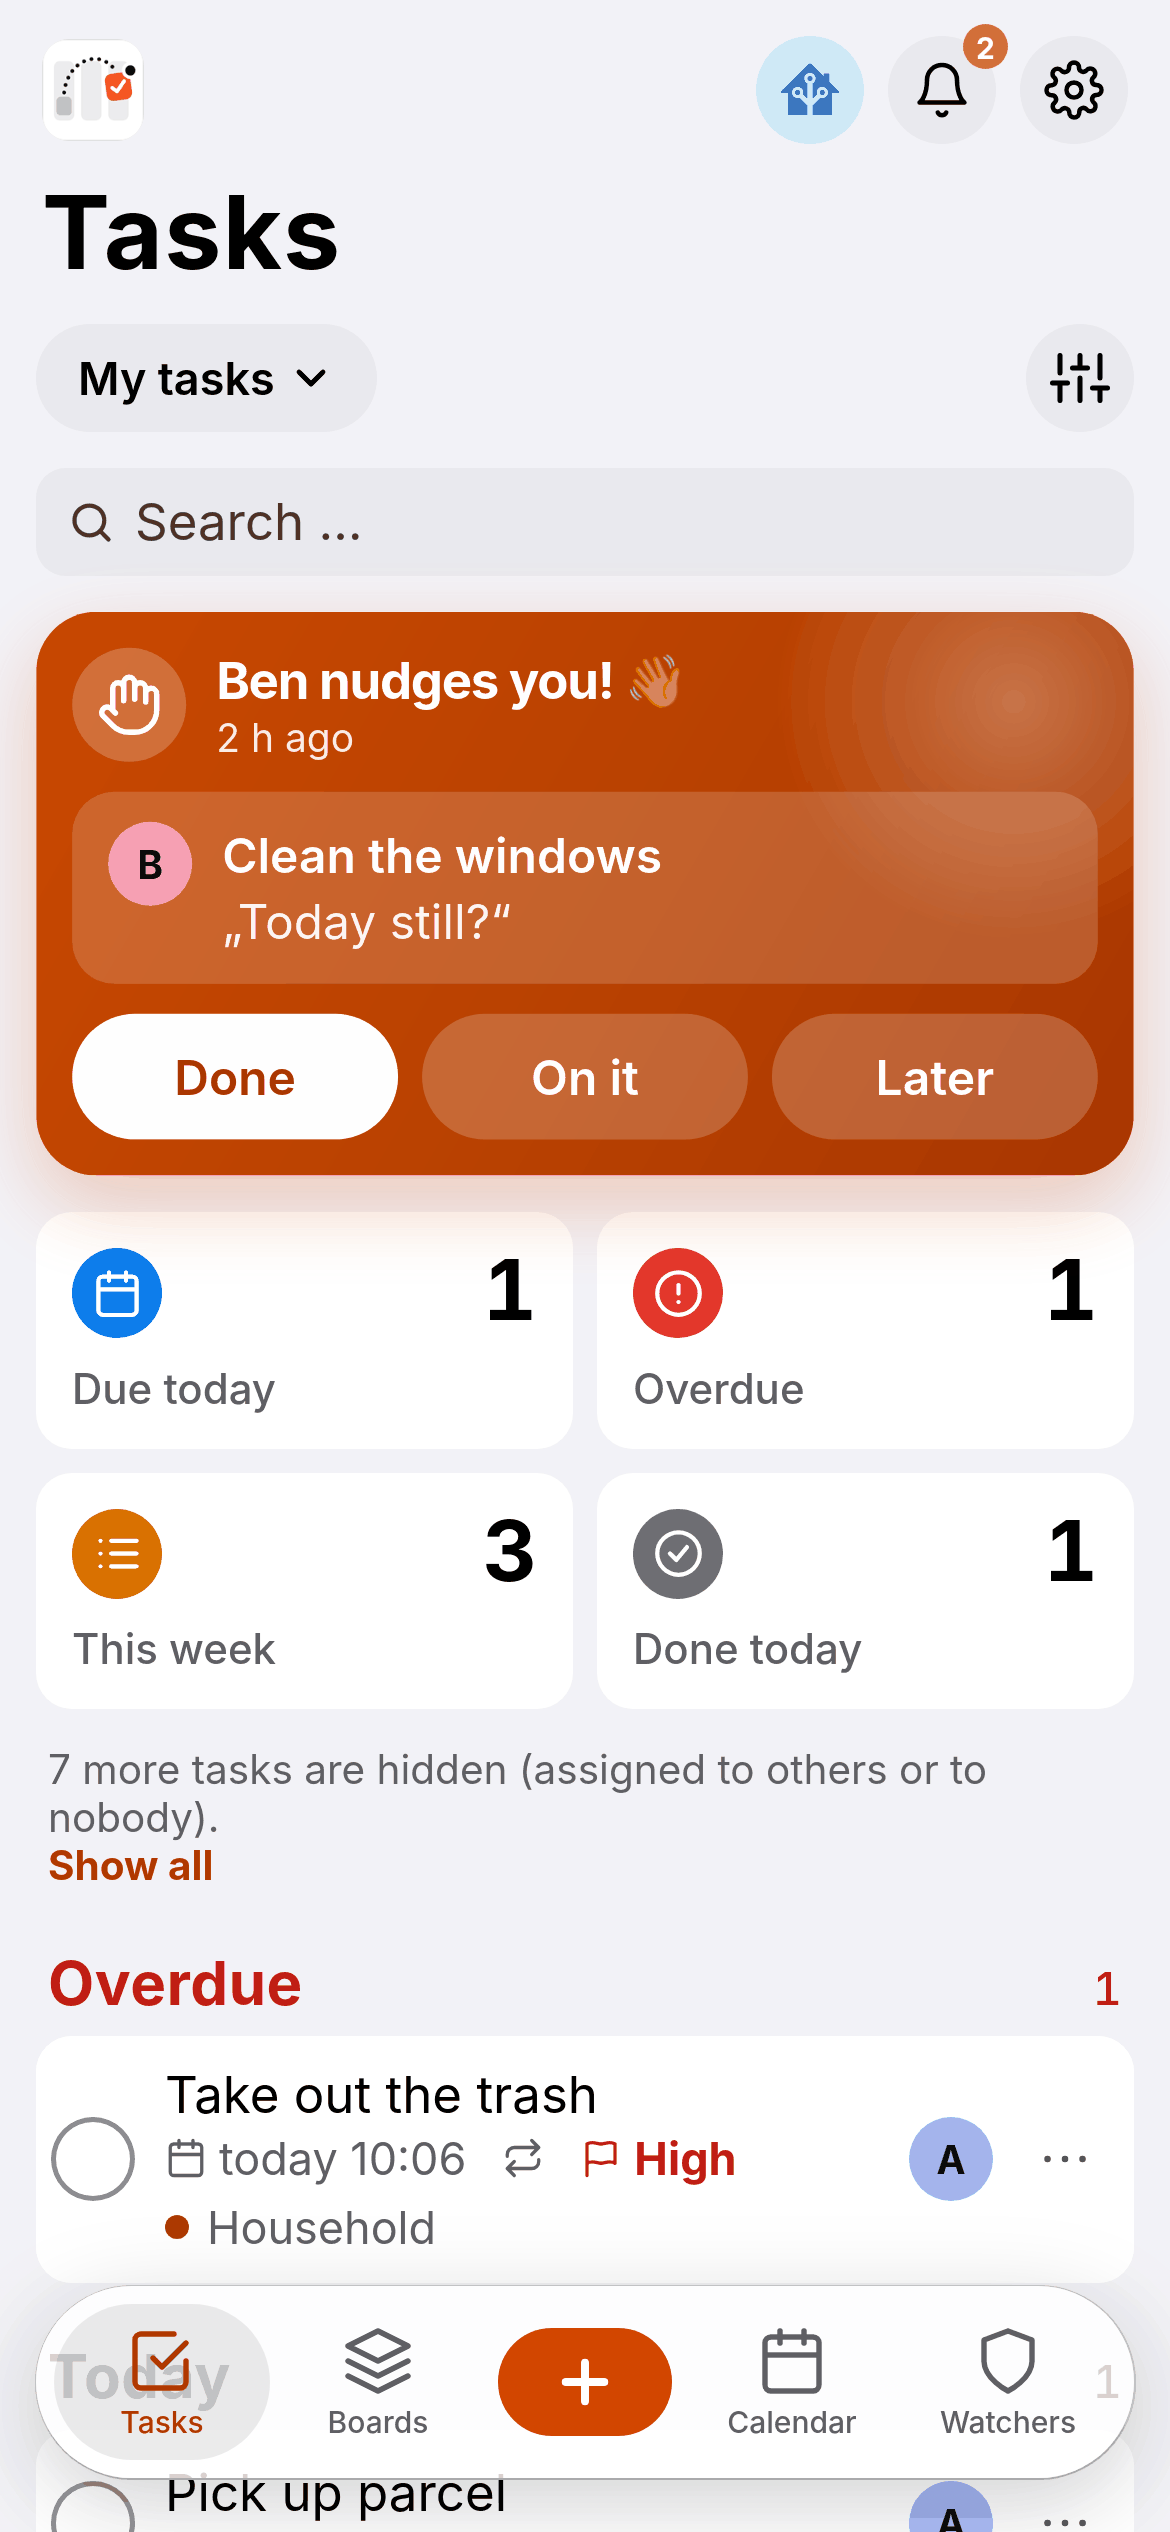 2
Tasks
My tasks
Search ...
Ben nudges you! 👋
2 h ago
B
Clean the windows
„Today still?“
Done
On it
Later
1
Due today
1
Overdue
3
This week
1
Done today
7 more tasks are hidden (assigned to others or to
nobody).
Show all
Overdue
1
Take out the trash
today 10:06
High
A
Household
Today
1
Tasks
Boards
Calendar
Watchers
Pick up parcel
A